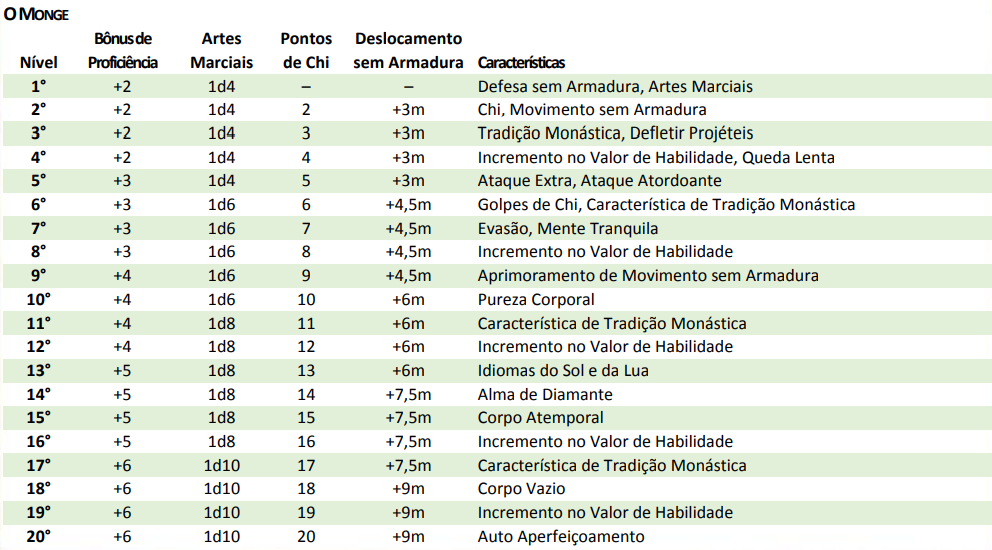 O MONGE
Bônus de Artes Pontos Deslocamento
Nível Proficiência Marciais de Chi sem Armadura Características
1° +2 1d4 – – Defesa sem Armadura, Artes Marciais
2° +2 1d4 2 +3m Chi, Movimento sem Armadura
3° +2 1d4 3 +3m Tradição Monástica, Defletir Projéteis
4° +2 1d4 4 +3m Incremento no Valor de Habilidade, Queda Lenta
5° +3 1d4 5 +3m Ataque Extra, Ataque Atordoante
6° +3 1d6 6 +4,5m Golpes de Chi, Característica de Tradição Monástica
7° +3 1d6 7 +4,5m Evasão, Mente Tranquila
8° +3 1d6 8 +4,5m Incremento no Valor de Habilidade
9° +4 1d6 9 +4,5m Aprimoramento de Movimento sem Armadura
10° +4 1d6 10 +6m Pureza Corporal
11° +4 1d8 11 +6m Característica de Tradição Monástica
12° +4 1d8 12 +6m Incremento no Valor de Habilidade
13° +5 1d8 13 +6m Idiomas do Sol e da Lua
14° +5 1d8 14 +7,5m Alma de Diamante
15° +5 1d8 15 +7,5m Corpo Atemporal
16° +5 1d8 16 +7,5m Incremento no Valor de Habilidade
17° +6 1d10 17 +7,5m Característica de Tradição Monástica
18° +6 1d10 18 +9m Corpo Vazio
19° +6 1d10 19 +9m Incremento no Valor de Habilidade
20° +6 1d10 20 +9m Auto Aperfeiçoamento